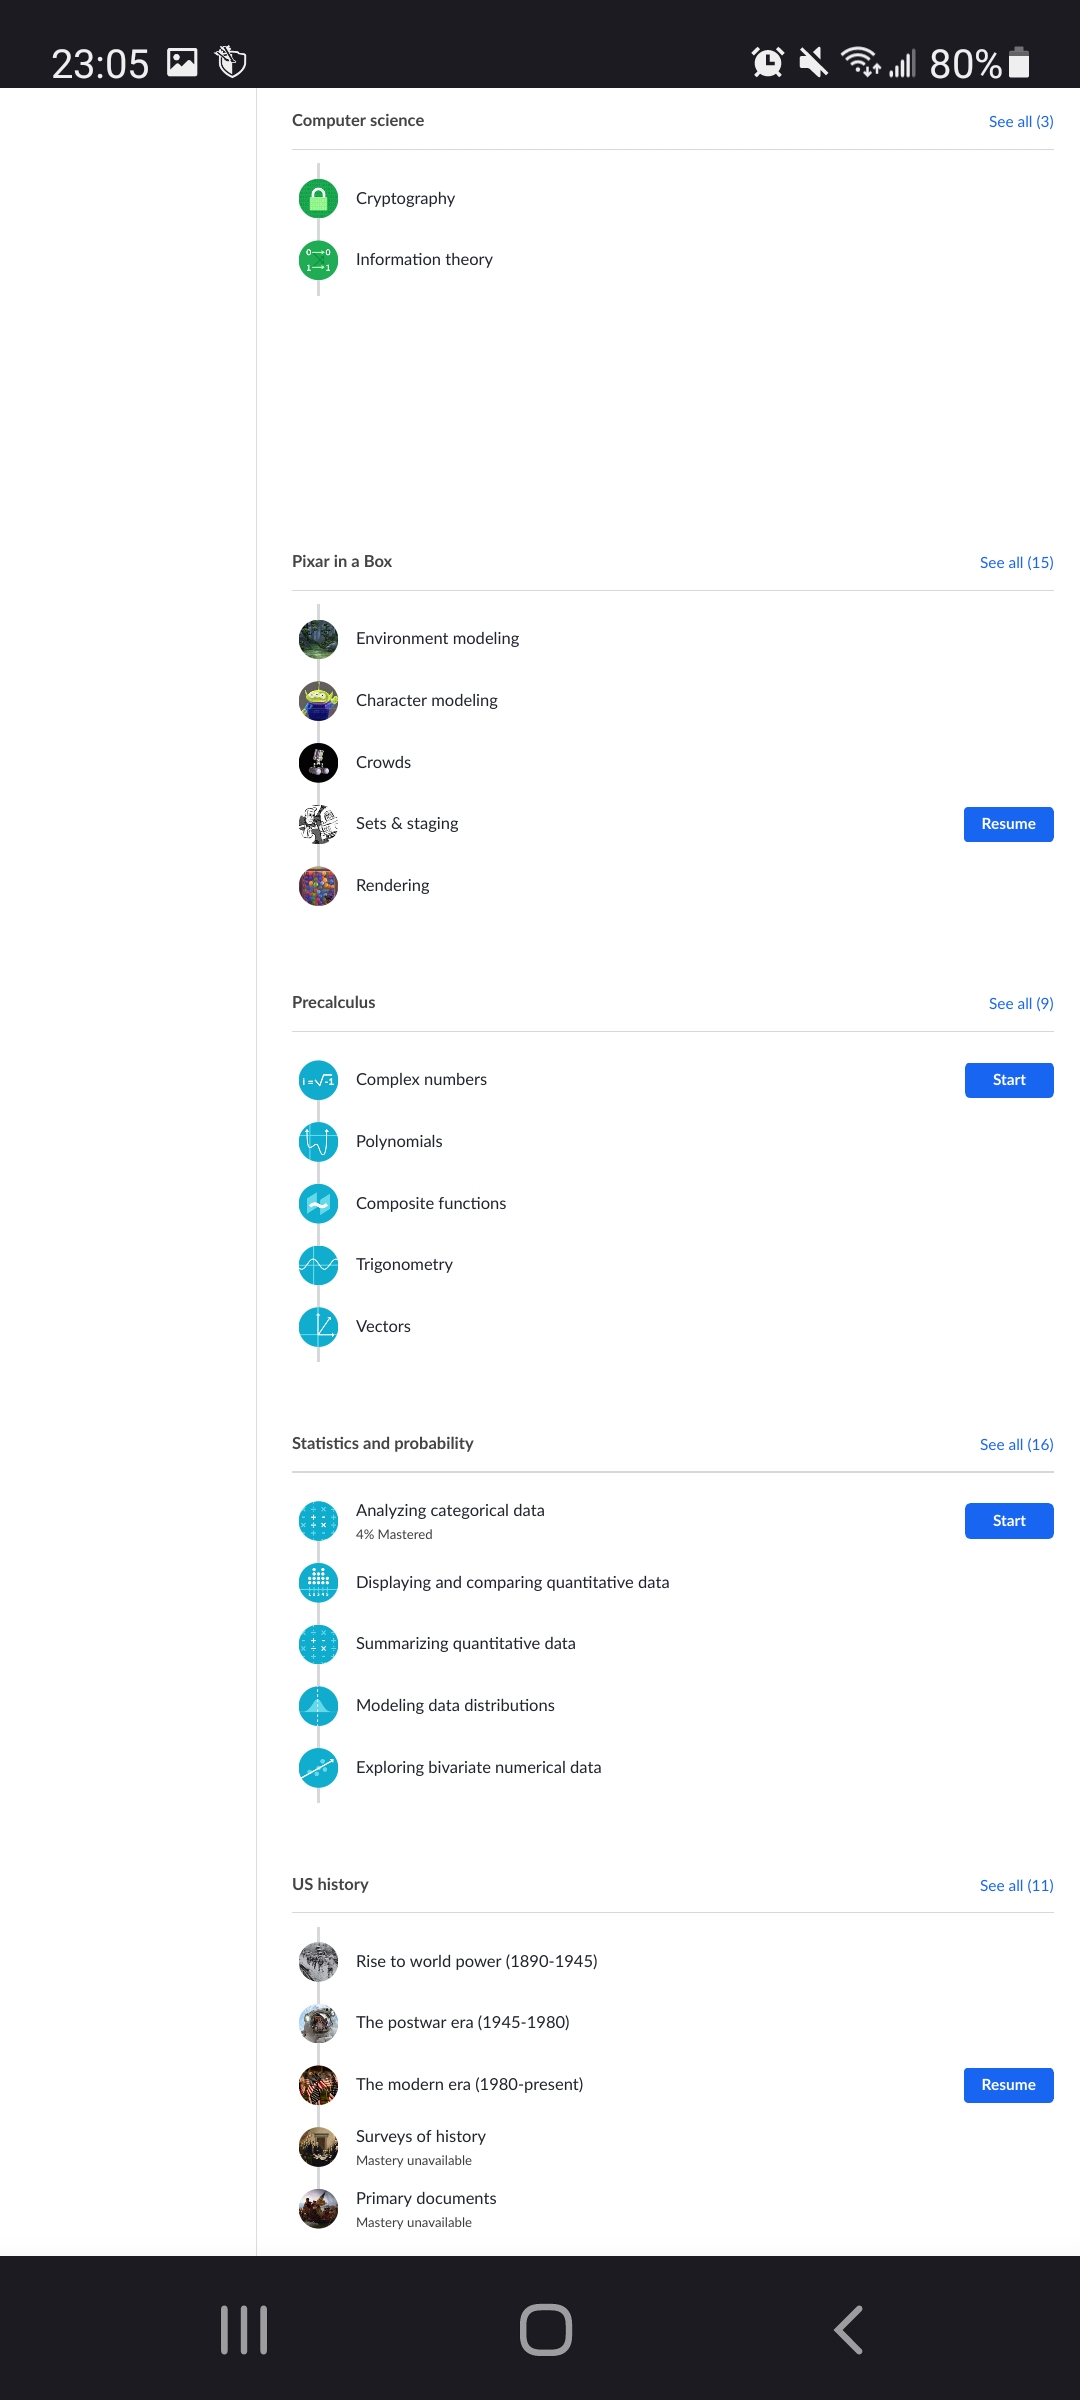 23:05 80%
Computer science See all (3)
Cryptography
0→0
1→1
Information theory
Pixar in a Box See all (15)
Environment modeling
Character modeling
Crowds
Sets & staging Resume
Rendering
Precalculus See all (9)
i=√-1 Complex numbers Start
Polynomials
Composite functions
Trigonometry
Vectors
Statistics and probability See all (16)
Analyzing categorical data Start
4% Mastered
Displaying and comparing quantitative data
Summarizing quantitative data
Modeling data distributions
Exploring bivariate numerical data
US history See all (11)
Rise to world power (1890-1945)
The postwar era (1945-1980)
The modern era (1980-present) Resume
Surveys of history
Mastery unavailable
Primary documents
Mastery unavailable